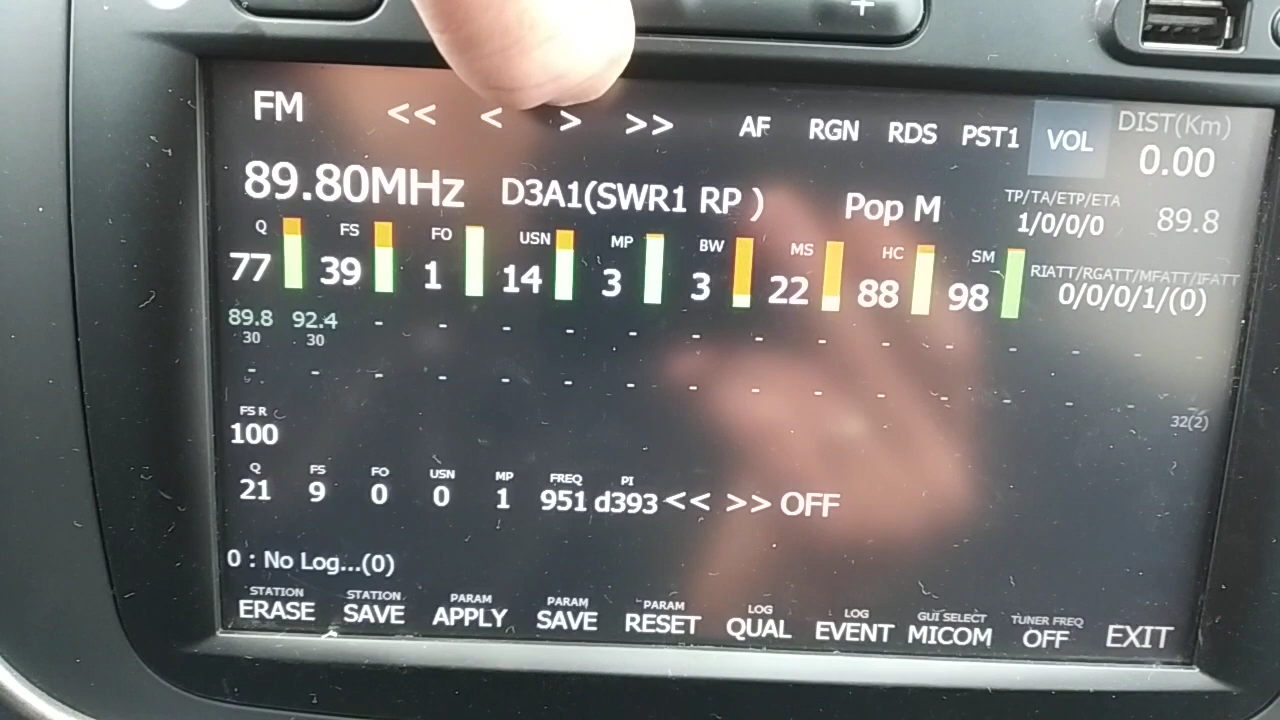 +
FM << < > >> AF RGN RDS PST1 VOL DIST(Km)
0.00
89.80MHz D3A1(SWR1 RP ) Pop M TP/TA/ETP/ETA
1/0/0/0 89.8
Q FS FO USN MP BW MS HC SM RIATT/RGATT/MFATT/IFATT
77 39 1 14 3 3 22 88 98 0/0/0/1/(0)
89.8 92.4 - - - - - - - - - - - - - -
30 30
- - - - - - - - - - - - - - -
32(2)
FS R
100
Q FS FO USN MP FREQ PI
21 9 0 0 1 951 d393 << >> OFF
0 : No Log...(0)
STATION STATION PARAM PARAM PARAM LOG LOG GUI SELECT TUNER FREQ
ERASE SAVE APPLY SAVE RESET QUAL EVENT MICOM OFF EXIT